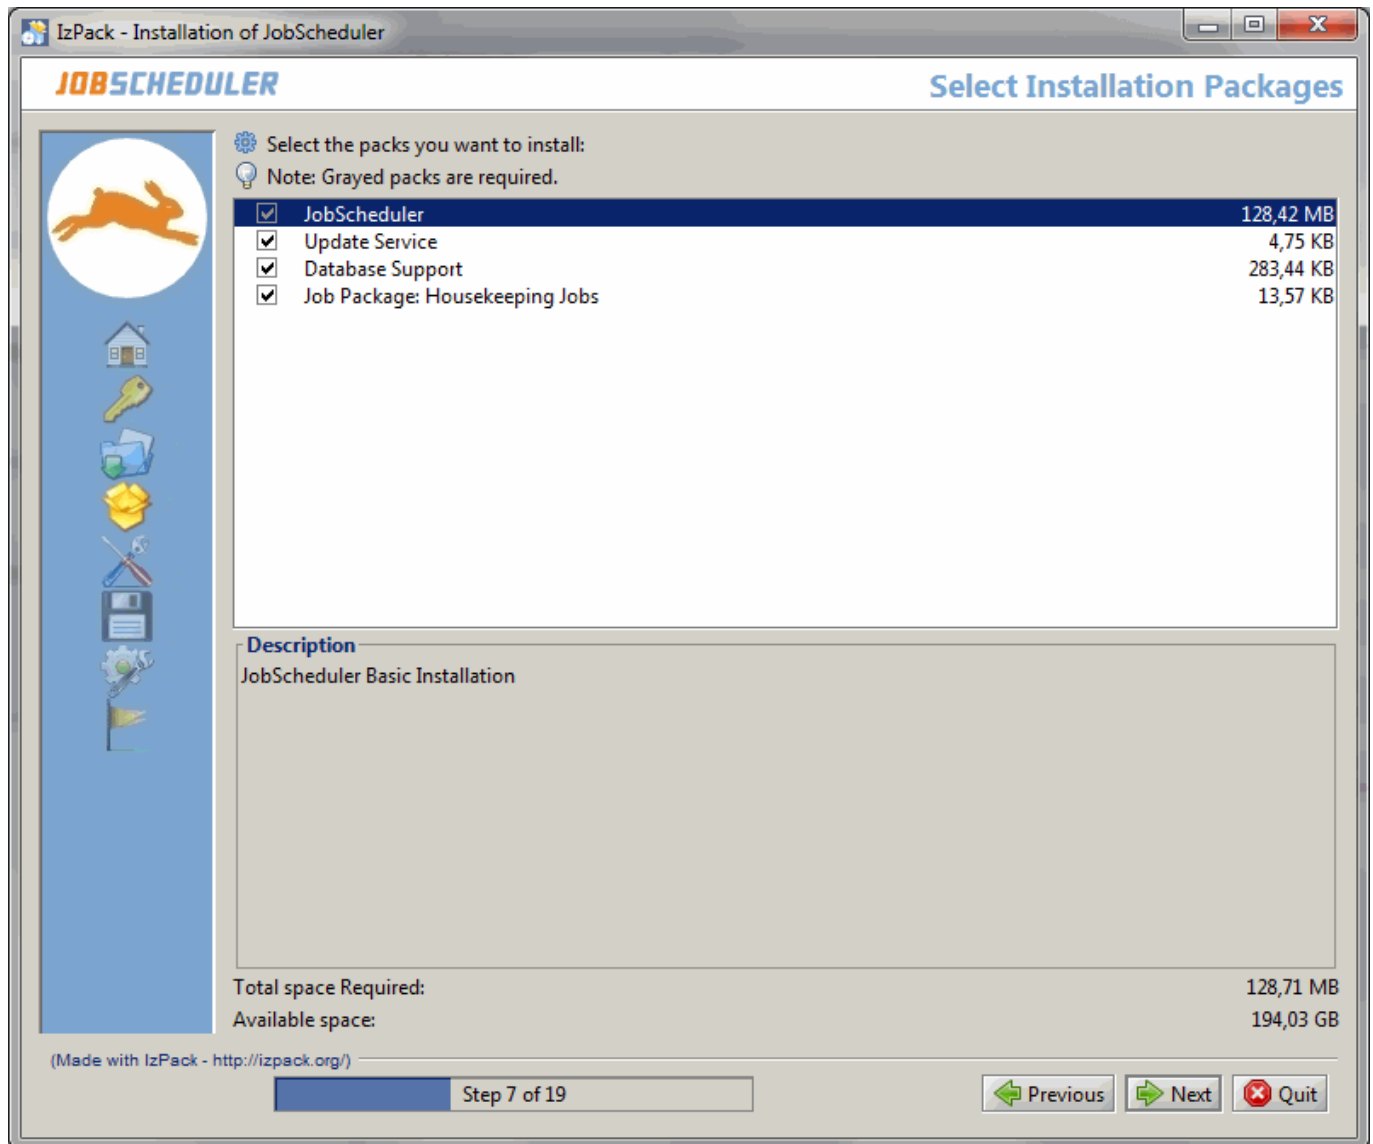 IzPack - Installation of JobScheduler
JOBSCHEDULER
Select Installation Packages
Select the packs you want to install:
Note: Grayed packs are required.
JobScheduler 128,42 MB
Update Service 4,75 KB
Database Support 283,44 KB
Job Package: Housekeeping Jobs 13,57 KB
Description
JobScheduler Basic Installation
Total space Required: 128,71 MB
Available space: 194,03 GB
(Made with IzPack - http://izpack.org/)
Step 7 of 19
Previous Next Quit